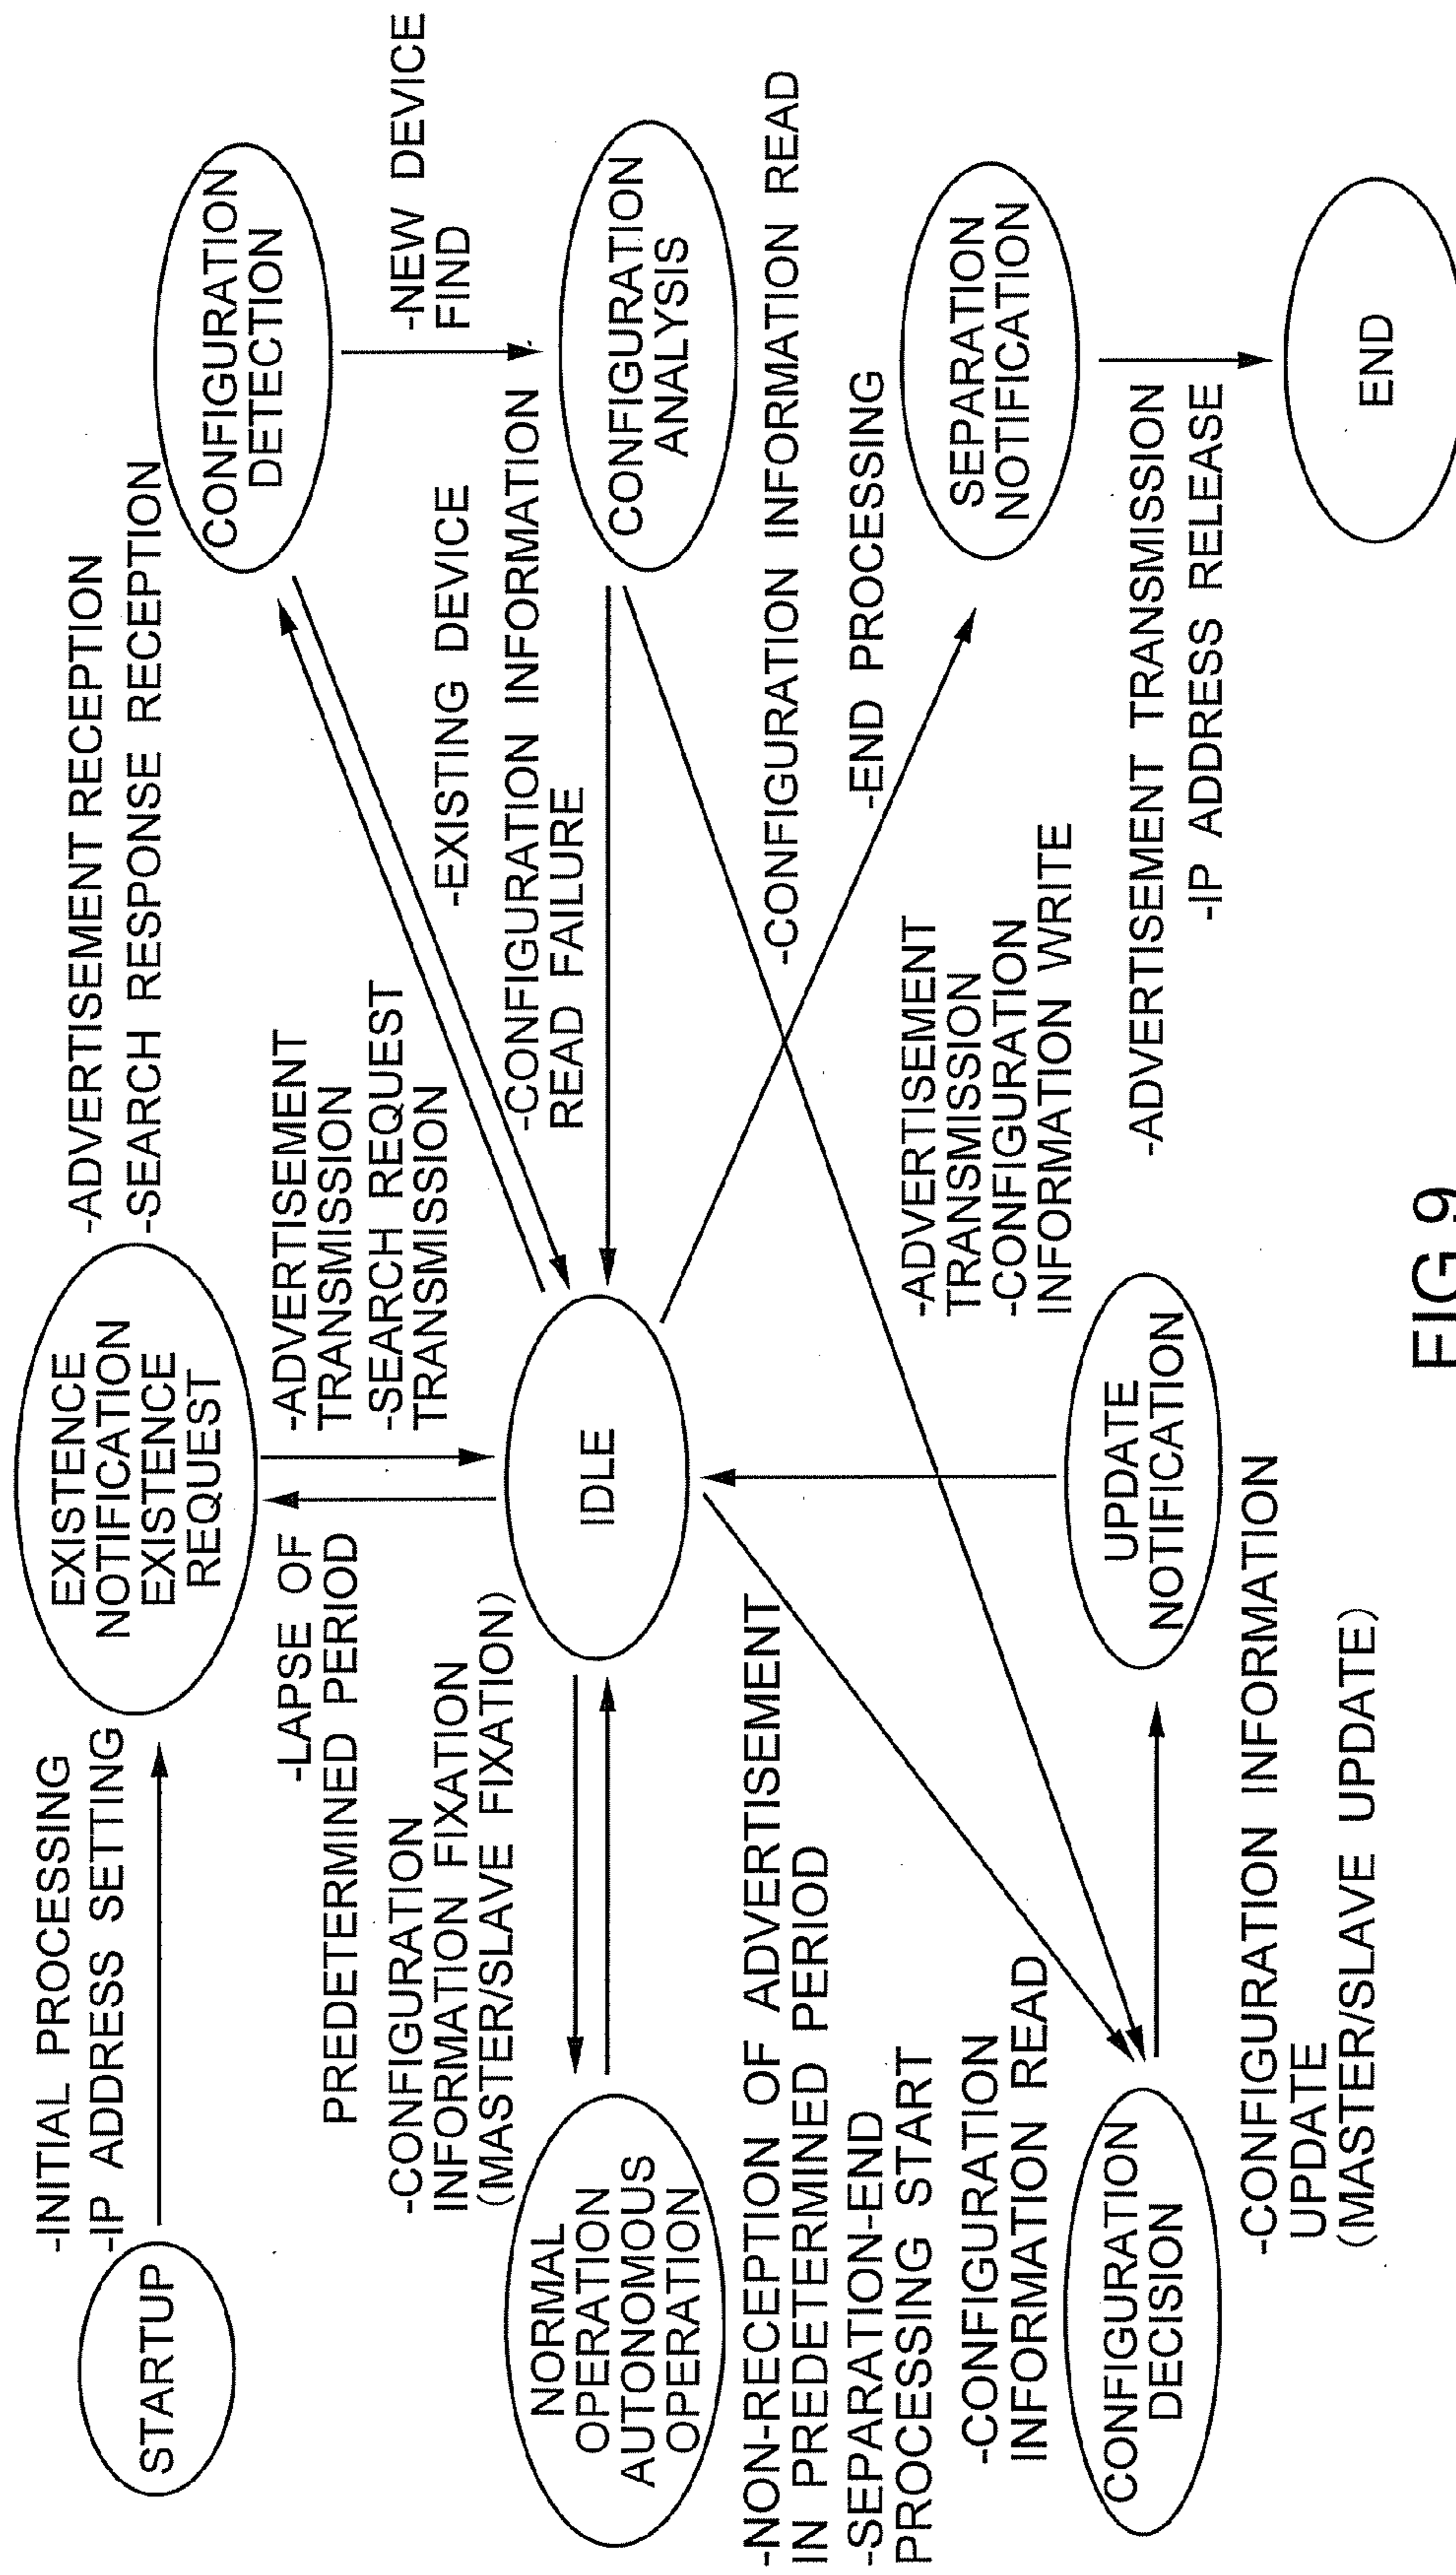 -INITIAL PROCESSING
-IP ADDRESS SETTING
STARTUP
EXISTENCE
NOTIFICATION
EXISTENCE
REQUEST
-ADVERTISEMENT RECEPTION
-SEARCH RESPONSE RECEPTION
CONFIGURATION
DETECTION
-LAPSE OF
PREDETERMINED PERIOD
-ADVERTISEMENT
TRANSMISSION
-SEARCH REQUEST
TRANSMISSION
-NEW DEVICE
FIND
-CONFIGURATION
INFORMATION FIXATION
(MASTER/SLAVE FIXATION)
-EXISTING DEVICE
-CONFIGURATION INFORMATION
READ FAILURE
NORMAL
OPERATION
AUTONOMOUS
OPERATION
IDLE
CONFIGURATION
ANALYSIS
-NON-RECEPTION OF ADVERTISEMENT
IN PREDETERMINED PERIOD
-SEPARATION-END
PROCESSING START
-CONFIGURATION INFORMATION READ
-END PROCESSING
-CONFIGURATION
INFORMATION READ
-ADVERTISEMENT
TRANSMISSION
-CONFIGURATION
INFORMATION WRITE
SEPARATION
NOTIFICATION
CONFIGURATION
DECISION
UPDATE
NOTIFICATION
-ADVERTISEMENT TRANSMISSION
-IP ADDRESS RELEASE
-CONFIGURATION INFORMATION
UPDATE
(MASTER/SLAVE UPDATE)
END
FIG.9